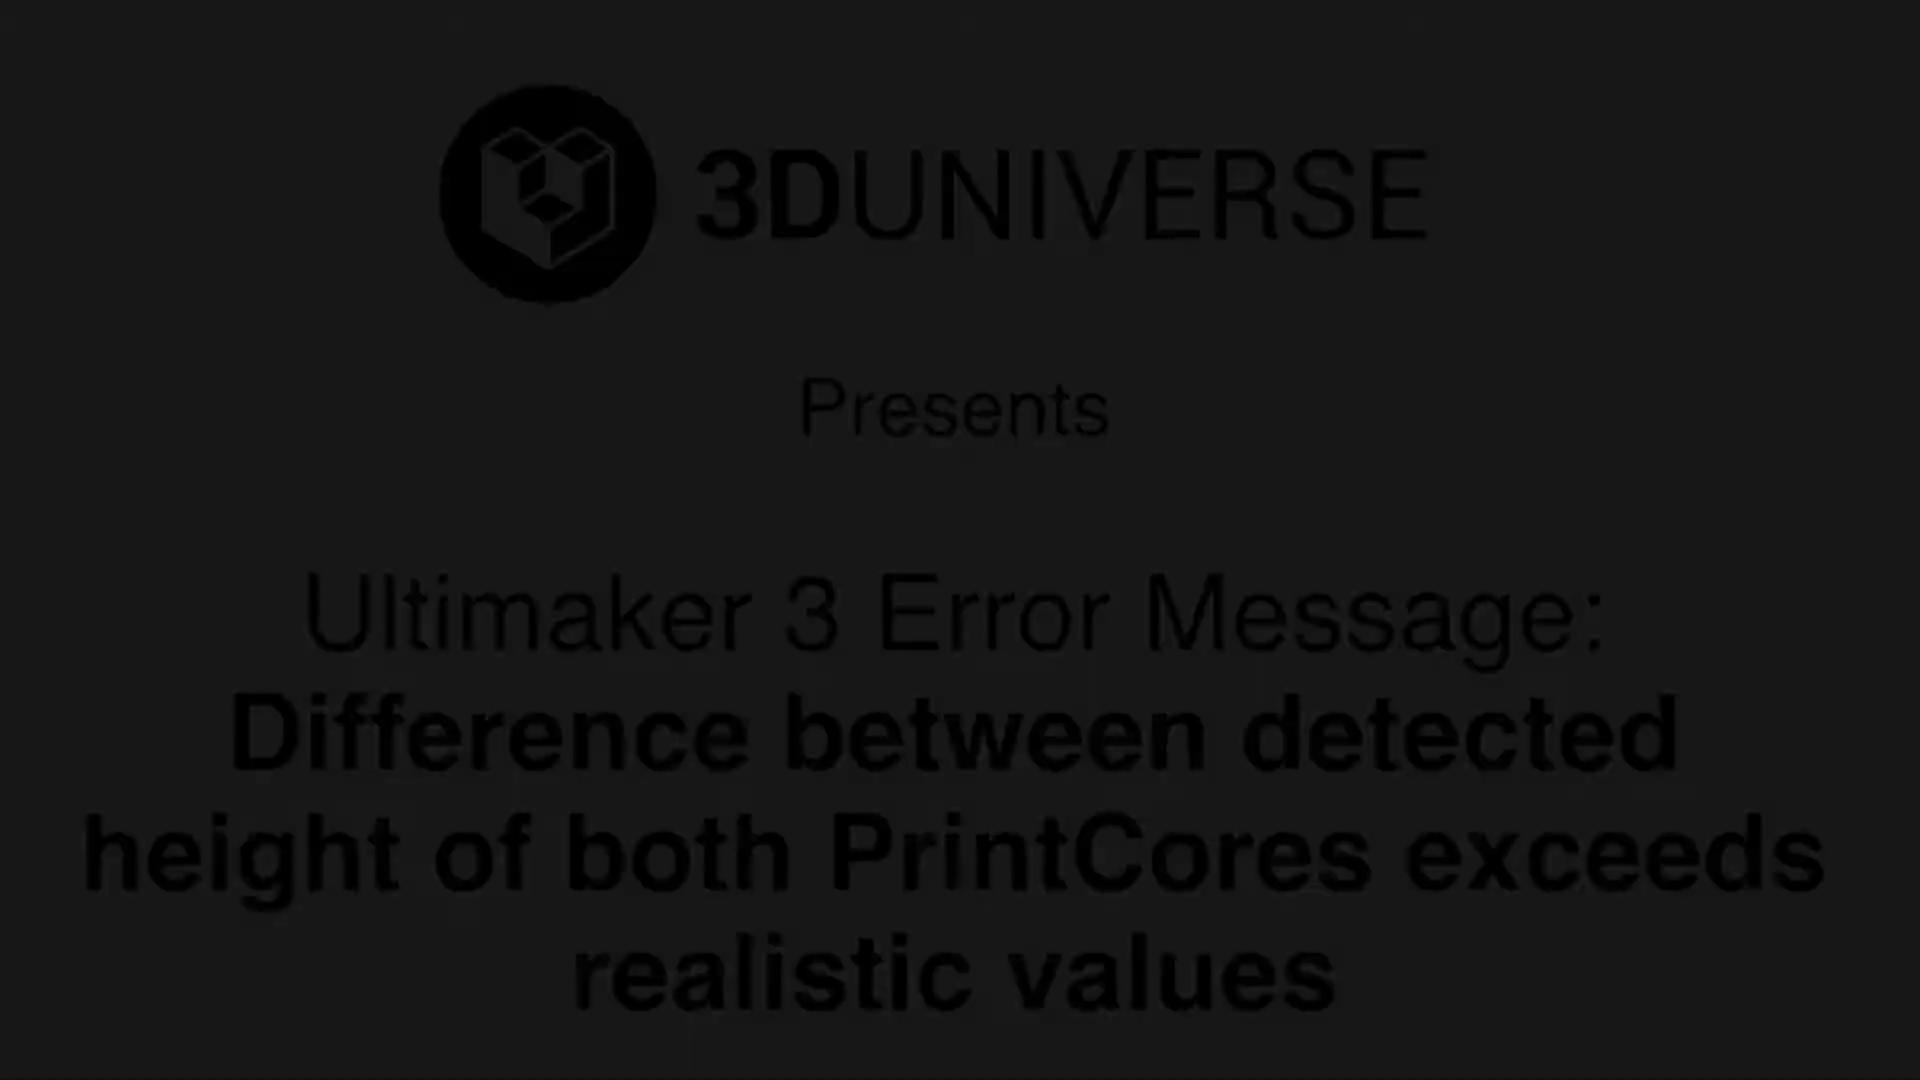 3DUNIVERSE
Presents
Ultimaker 3 Error Message:
Difference between detected
height of both PrintCores exceeds
realistic values